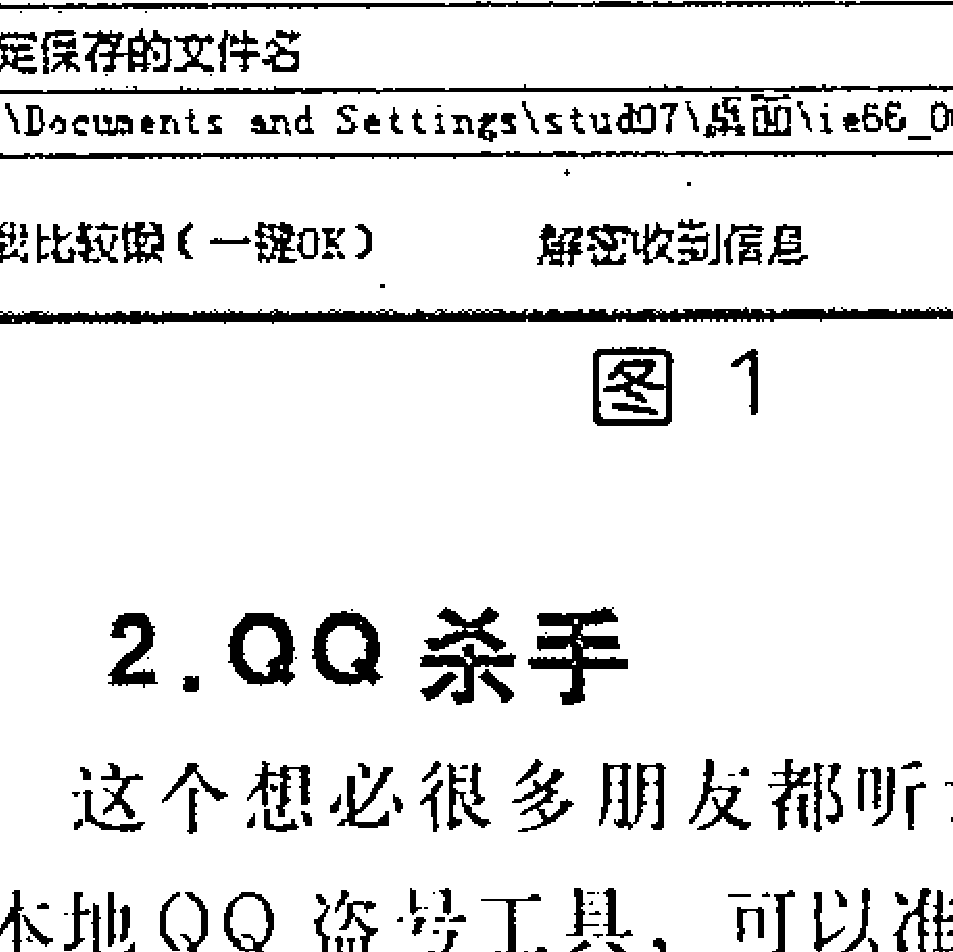 定保存的文件名
\Documents and Settings\stud07\桌面\ie66_0
我比较懒(一键OK) 解密收到信息
图 1
2.QQ 杀手
这个想必很多朋友都听
本地QQ 盗号工具，可以准